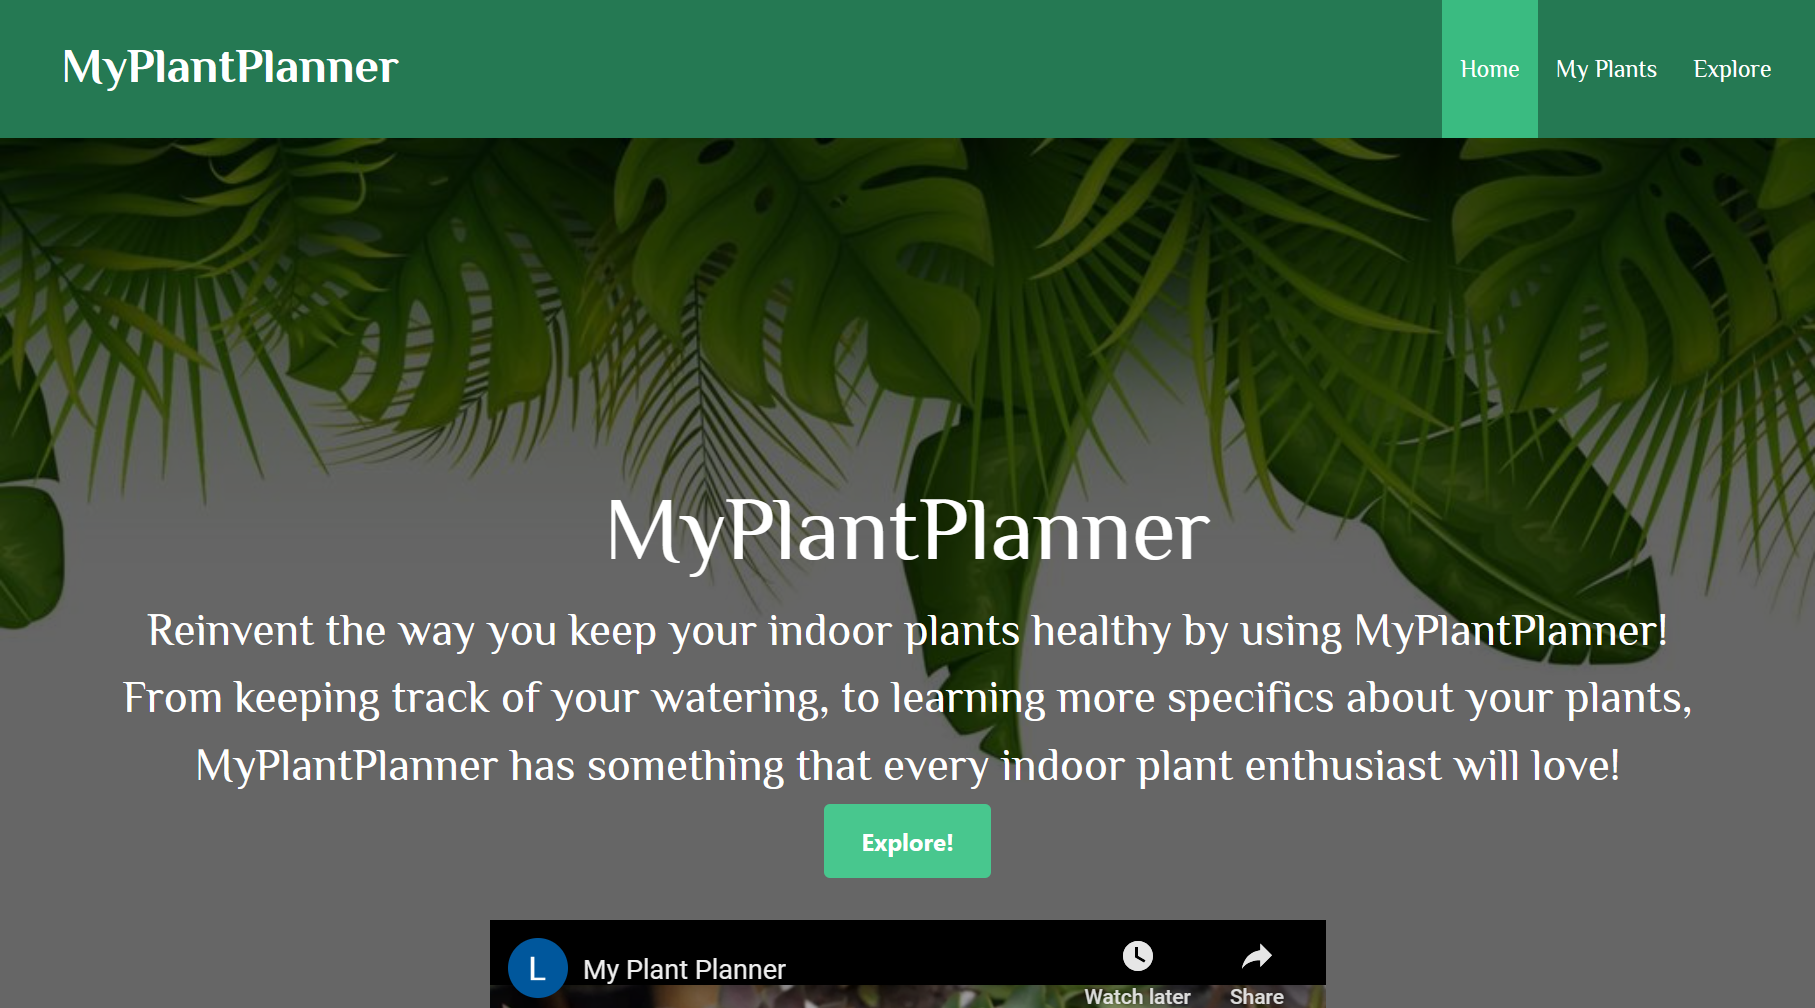 MyPlantPlanner
Home My Plants Explore
MyPlantPlanner
Reinvent the way you keep your indoor plants healthy by using MyPlantPlanner!
From keeping track of your watering, to learning more specifics about your plants,
MyPlantPlanner has something that every indoor plant enthusiast will love!
Explore!
L My Plant Planner
Watch later Share